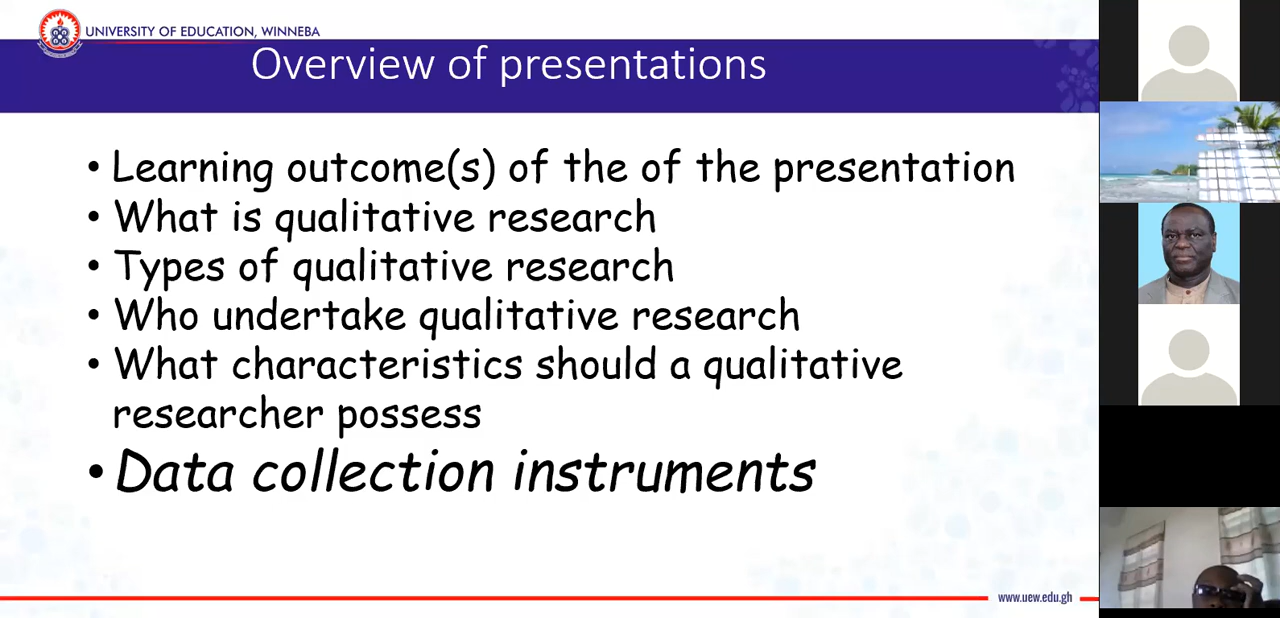 UNIVERSITY OF EDUCATION, WINNEBA
Overview of presentations
• Learning outcome(s) of the of the presentation
• What is qualitative research
• Types of qualitative research
• Who undertake qualitative research
• What characteristics should a qualitative
researcher possess
• Data collection instruments
www.uew.edu.gh